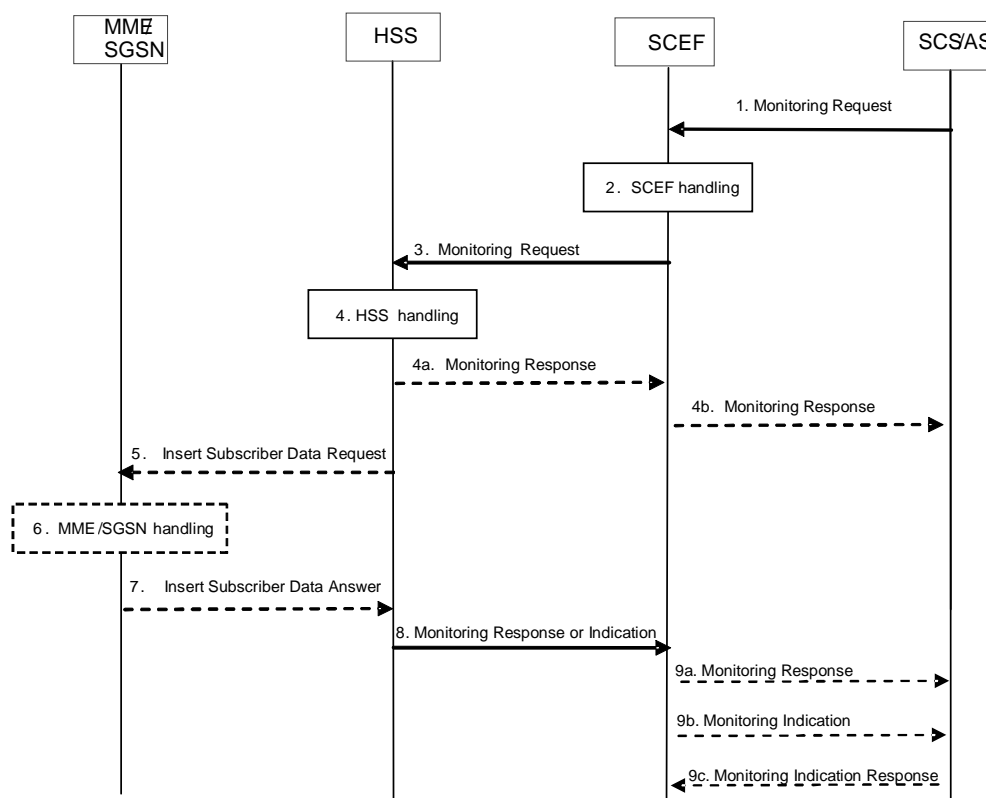 MME/
SGSN
HSS
SCEF
SCS/AS
1. Monitoring Request
2. SCEF handling
3. Monitoring Request
4. HSS handling
4a. Monitoring Response
4b. Monitoring Response
5. Insert Subscriber Data Request
6. MME/SGSN handling
7. Insert Subscriber Data Answer
8. Monitoring Response or Indication
9a. Monitoring Response
9b. Monitoring Indication
9c. Monitoring Indication Response